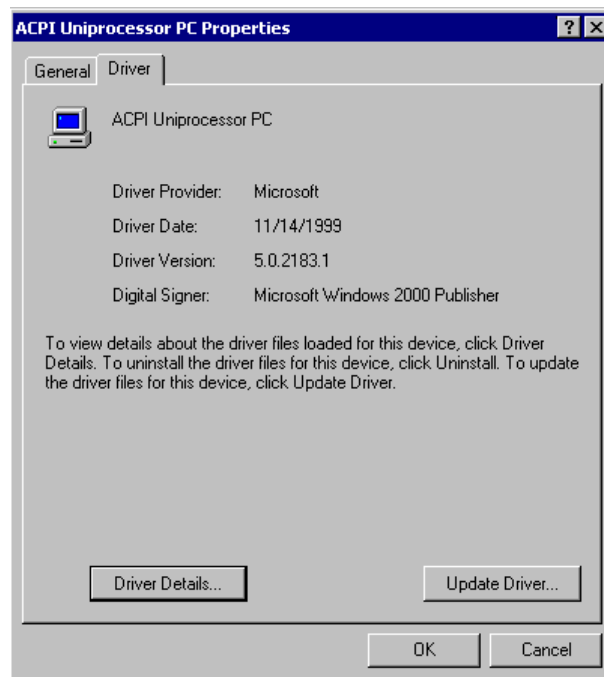 ACPI Uniprocessor PC Properties
General
Driver
ACPI Uniprocessor PC
Driver Provider: Microsoft
Driver Date: 11/14/1999
Driver Version: 5.0.2183.1
Digital Signer: Microsoft Windows 2000 Publisher
To view details about the driver files loaded for this device, click Driver
Details. To uninstall the driver files for this device, click Uninstall. To update
the driver files for this device, click Update Driver.
Driver Details...
Update Driver...
OK
Cancel